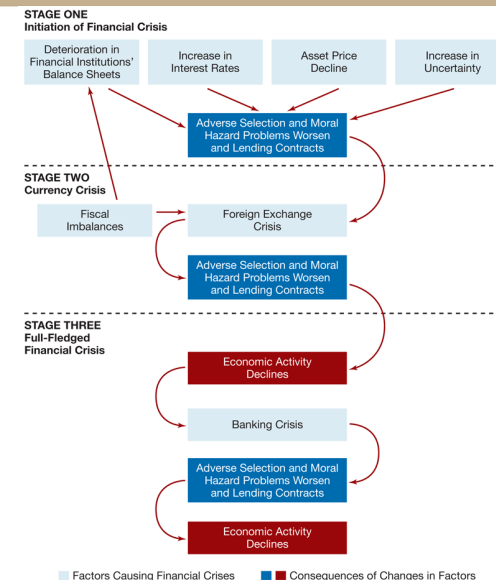 STAGE ONE
Initiation of Financial Crisis
Deterioration in
Financial Institutions'
Balance Sheets
Increase in
Interest Rates
Asset Price
Decline
Increase in
Uncertainty
Adverse Selection and Moral
Hazard Problems Worsen
and Lending Contracts
STAGE TWO
Currency Crisis
Fiscal
Imbalances
Foreign Exchange
Crisis
Adverse Selection and Moral
Hazard Problems Worsen
and Lending Contracts
STAGE THREE
Full-Fledged
Financial Crisis
Economic Activity
Declines
Banking Crisis
Adverse Selection and Moral
Hazard Problems Worsen
and Lending Contracts
Economic Activity
Declines
Factors Causing Financial Crises
Consequences of Changes in Factors